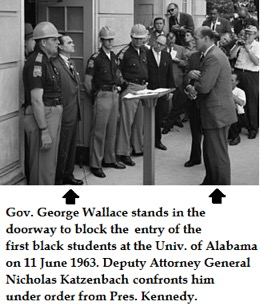 Gov. George Wallace stands in the
doorway to block the entry of the
first black students at the Univ. of Alabama
on 11 June 1963. Deputy Attorney General
Nicholas Katzenbach confronts him
under order from Pres. Kennedy.